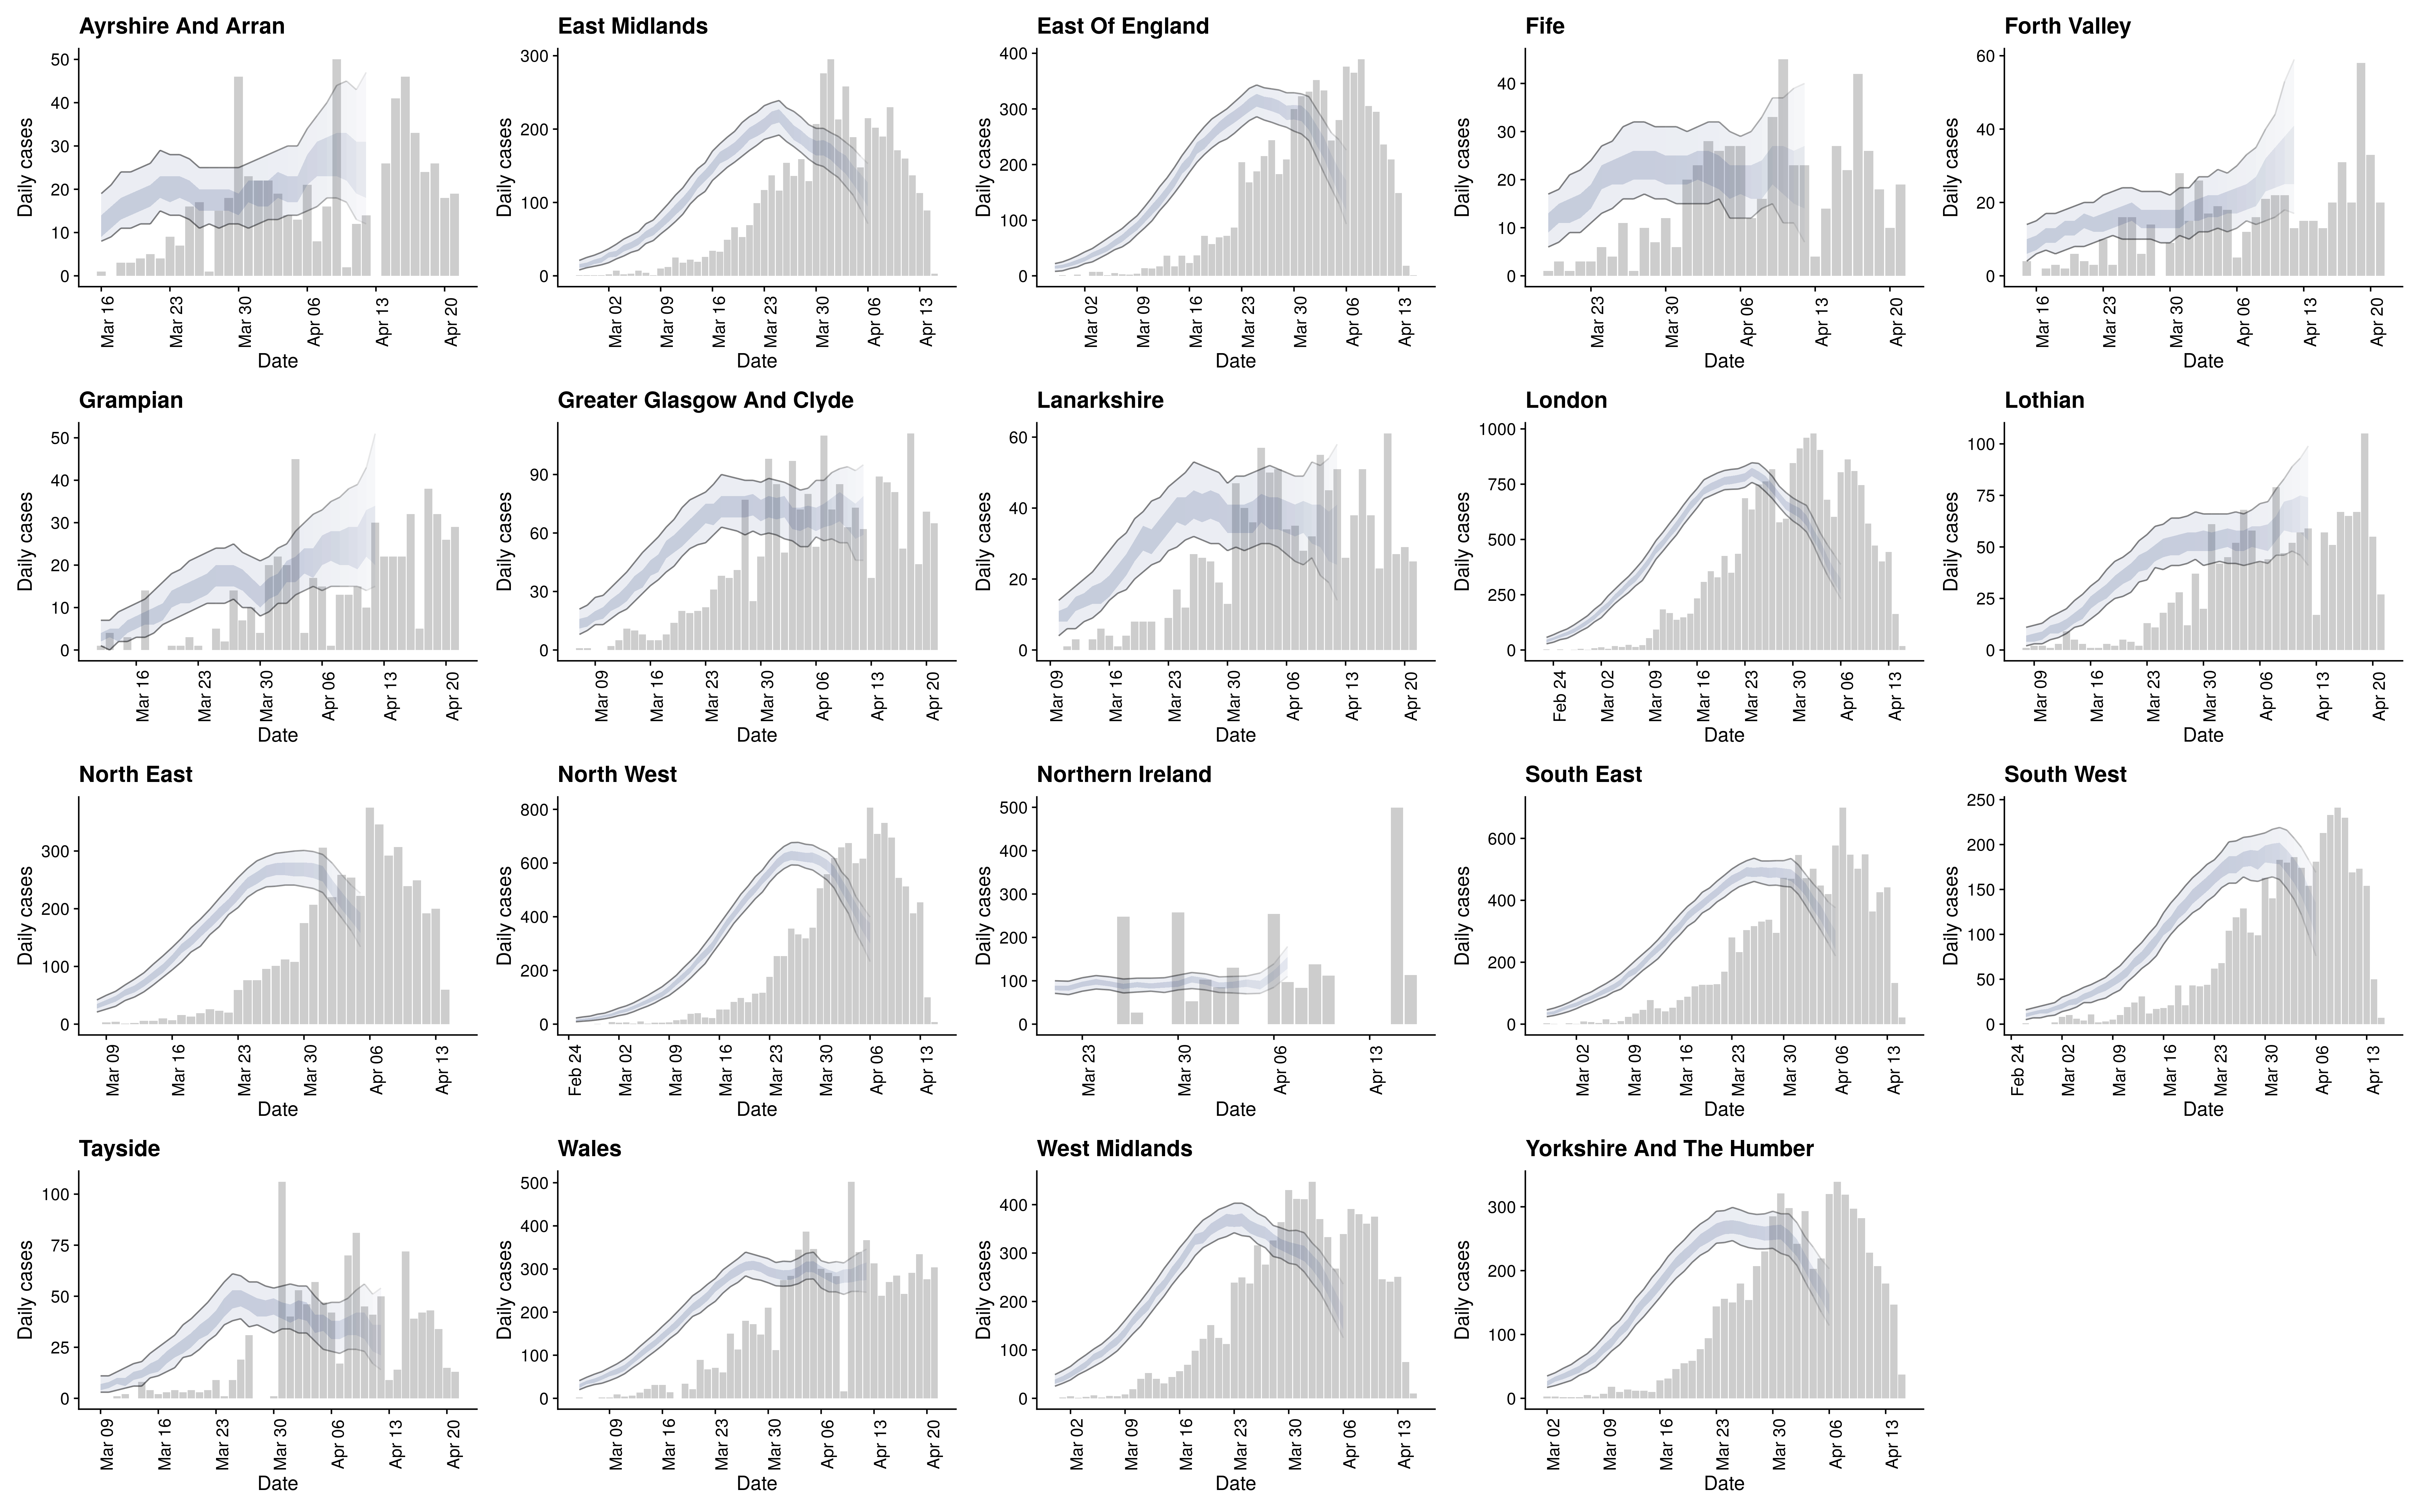 Ayrshire And Arran
East Midlands
East Of England
Fife
Forth Valley
Daily cases
50
40
30
20
10
0
Mar 16
Mar 23
Mar 30
Apr 06
Apr 13
Apr 20
Date
Daily cases
300
200
100
0
Mar 02
Mar 09
Mar 16
Mar 23
Mar 30
Apr 06
Apr 13
Date
Daily cases
400
300
200
100
0
Mar 02
Mar 09
Mar 16
Mar 23
Mar 30
Apr 06
Apr 13
Date
Daily cases
40
30
20
10
0
Mar 23
Mar 30
Apr 06
Apr 13
Apr 20
Date
Daily cases
60
40
20
0
Mar 16
Mar 23
Mar 30
Apr 06
Apr 13
Apr 20
Date
Grampian
Greater Glasgow And Clyde
Lanarkshire
London
Lothian
Daily cases
50
40
30
20
10
0
Mar 16
Mar 23
Mar 30
Apr 06
Apr 13
Apr 20
Date
Daily cases
90
60
30
0
Mar 09
Mar 16
Mar 23
Mar 30
Apr 06
Apr 13
Apr 20
Date
Daily cases
60
40
20
0
Mar 09
Mar 16
Mar 23
Mar 30
Apr 06
Apr 13
Apr 20
Date
Daily cases
1000
750
500
250
0
Feb 24
Mar 02
Mar 09
Mar 16
Mar 23
Mar 30
Apr 06
Apr 13
Date
Daily cases
100
75
50
25
0
Mar 09
Mar 16
Mar 23
Mar 30
Apr 06
Apr 13
Apr 20
Date
North East
North West
Northern Ireland
South East
South West
Daily cases
300
200
100
0
Mar 09
Mar 16
Mar 23
Mar 30
Apr 06
Apr 13
Date
Daily cases
800
600
400
200
0
Feb 24
Mar 02
Mar 09
Mar 16
Mar 23
Mar 30
Apr 06
Apr 13
Date
Daily cases
500
400
300
200
100
0
Mar 23
Mar 30
Apr 06
Apr 13
Date
Daily cases
600
400
200
0
Mar 02
Mar 09
Mar 16
Mar 23
Mar 30
Apr 06
Apr 13
Date
Daily cases
250
200
150
100
50
0
Feb 24
Mar 02
Mar 09
Mar 16
Mar 23
Mar 30
Apr 06
Apr 13
Date
Tayside
Wales
West Midlands
Yorkshire And The Humber
Daily cases
100
75
50
25
0
Mar 09
Mar 16
Mar 23
Mar 30
Apr 06
Apr 13
Apr 20
Date
Daily cases
500
400
300
200
100
0
Mar 09
Mar 16
Mar 23
Mar 30
Apr 06
Apr 13
Apr 20
Date
Daily cases
400
300
200
100
0
Mar 02
Mar 09
Mar 16
Mar 23
Mar 30
Apr 06
Apr 13
Date
Daily cases
300
200
100
0
Mar 02
Mar 09
Mar 16
Mar 23
Mar 30
Apr 06
Apr 13
Date